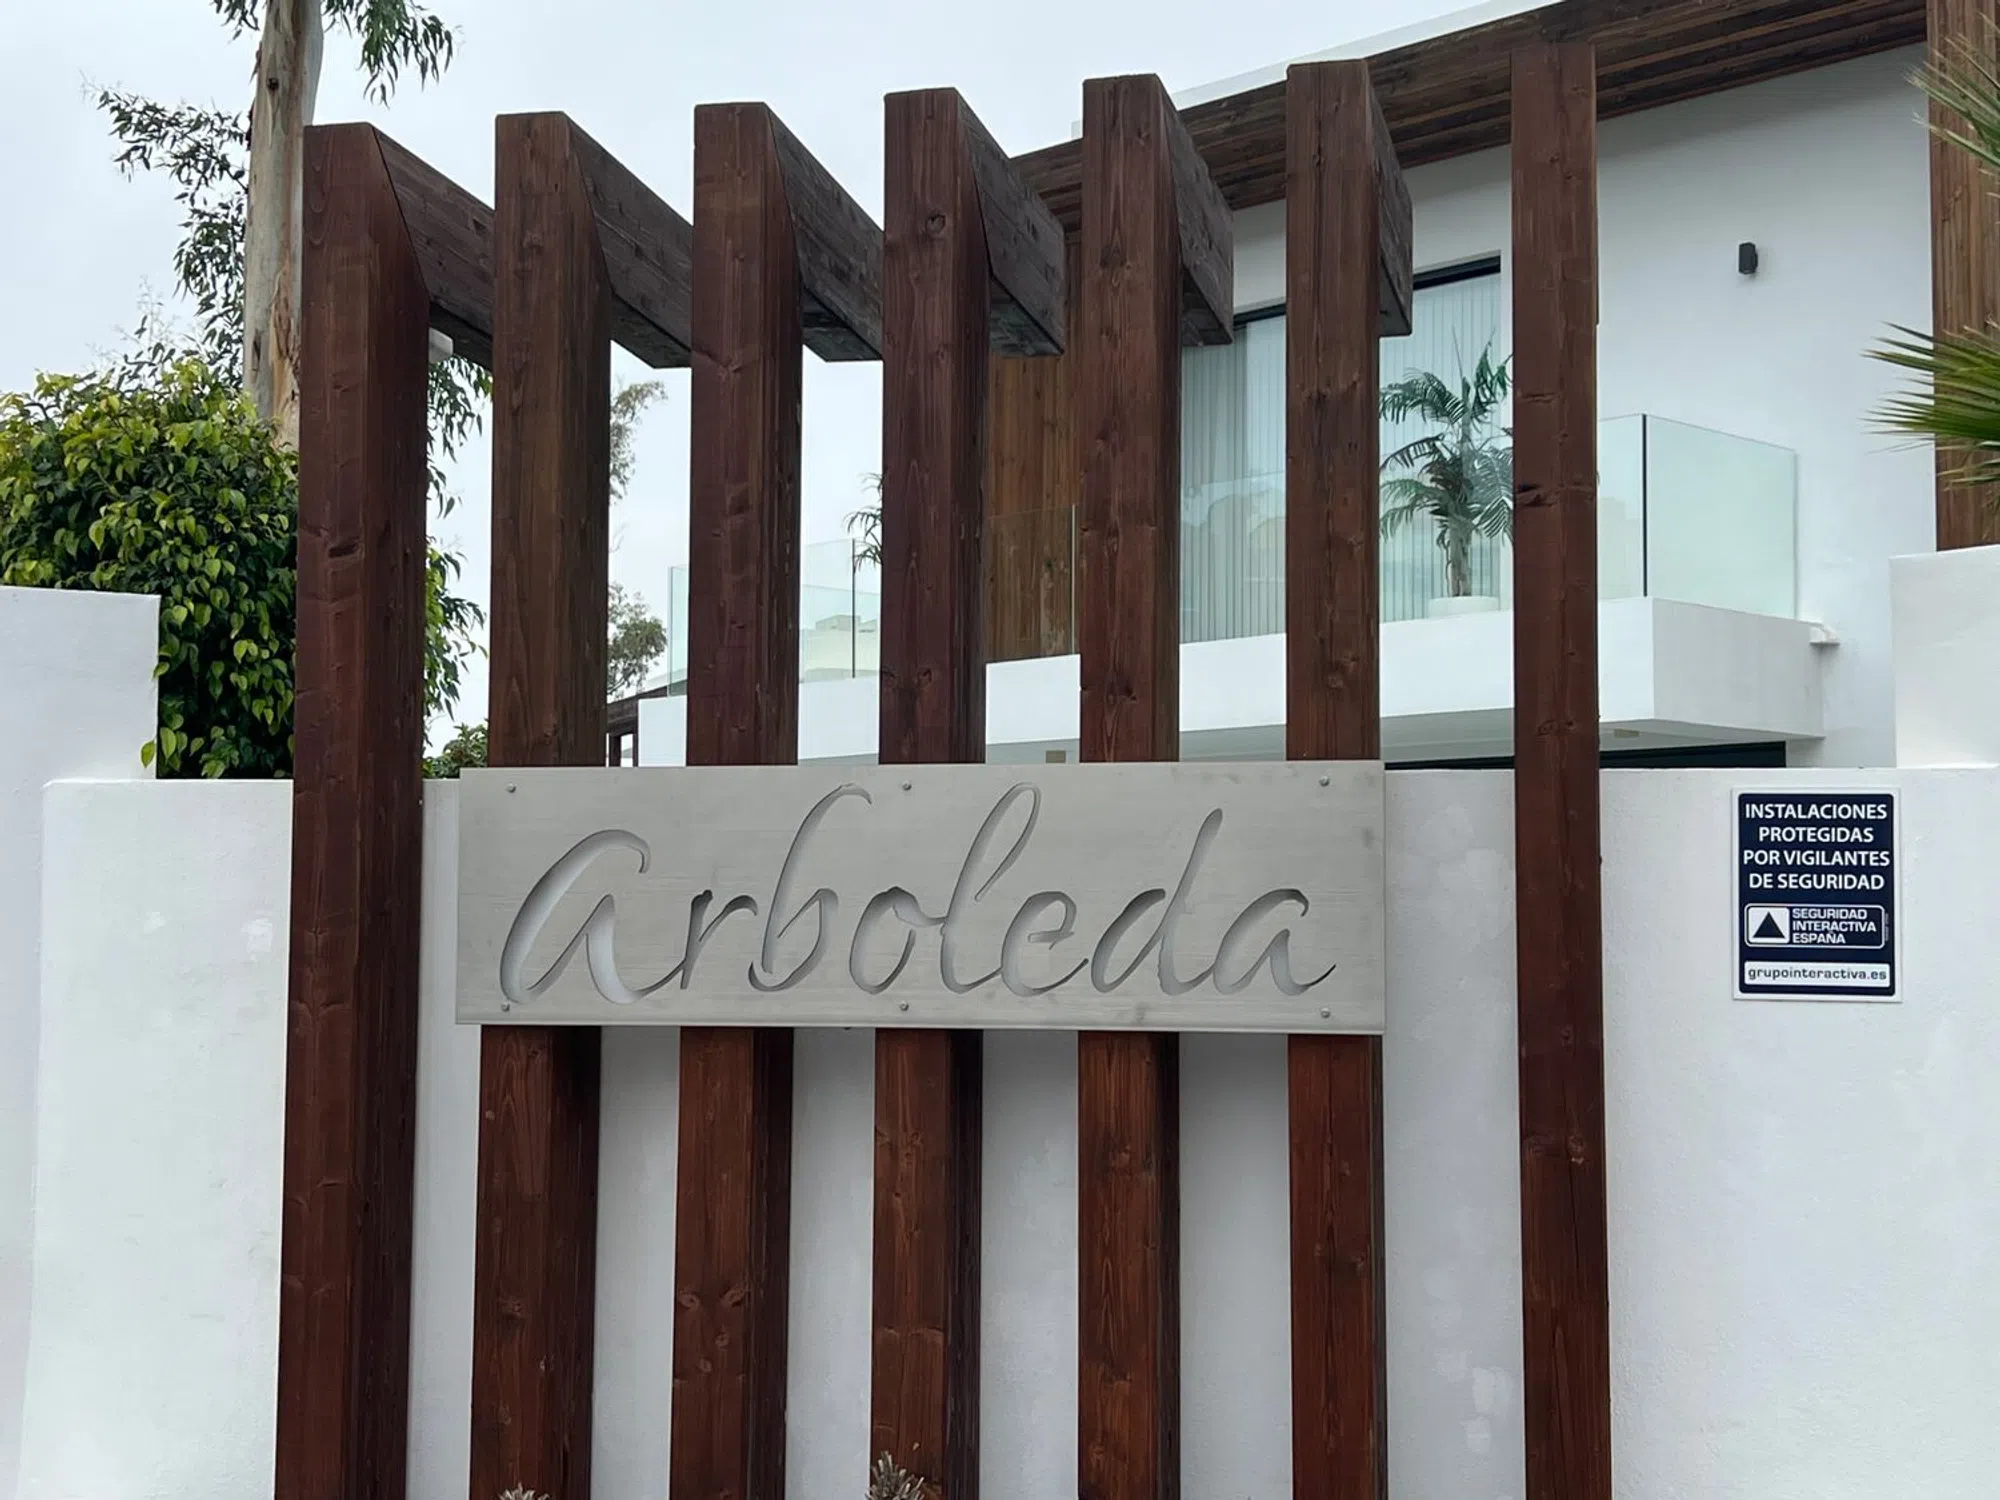 arboleda
INSTALACIONES
PROTEGIDAS
POR VIGILANTES
DE SEGURIDAD
SEGURIDAD
INTERACTIVA
ESPAÑA
grupointeractiva.es